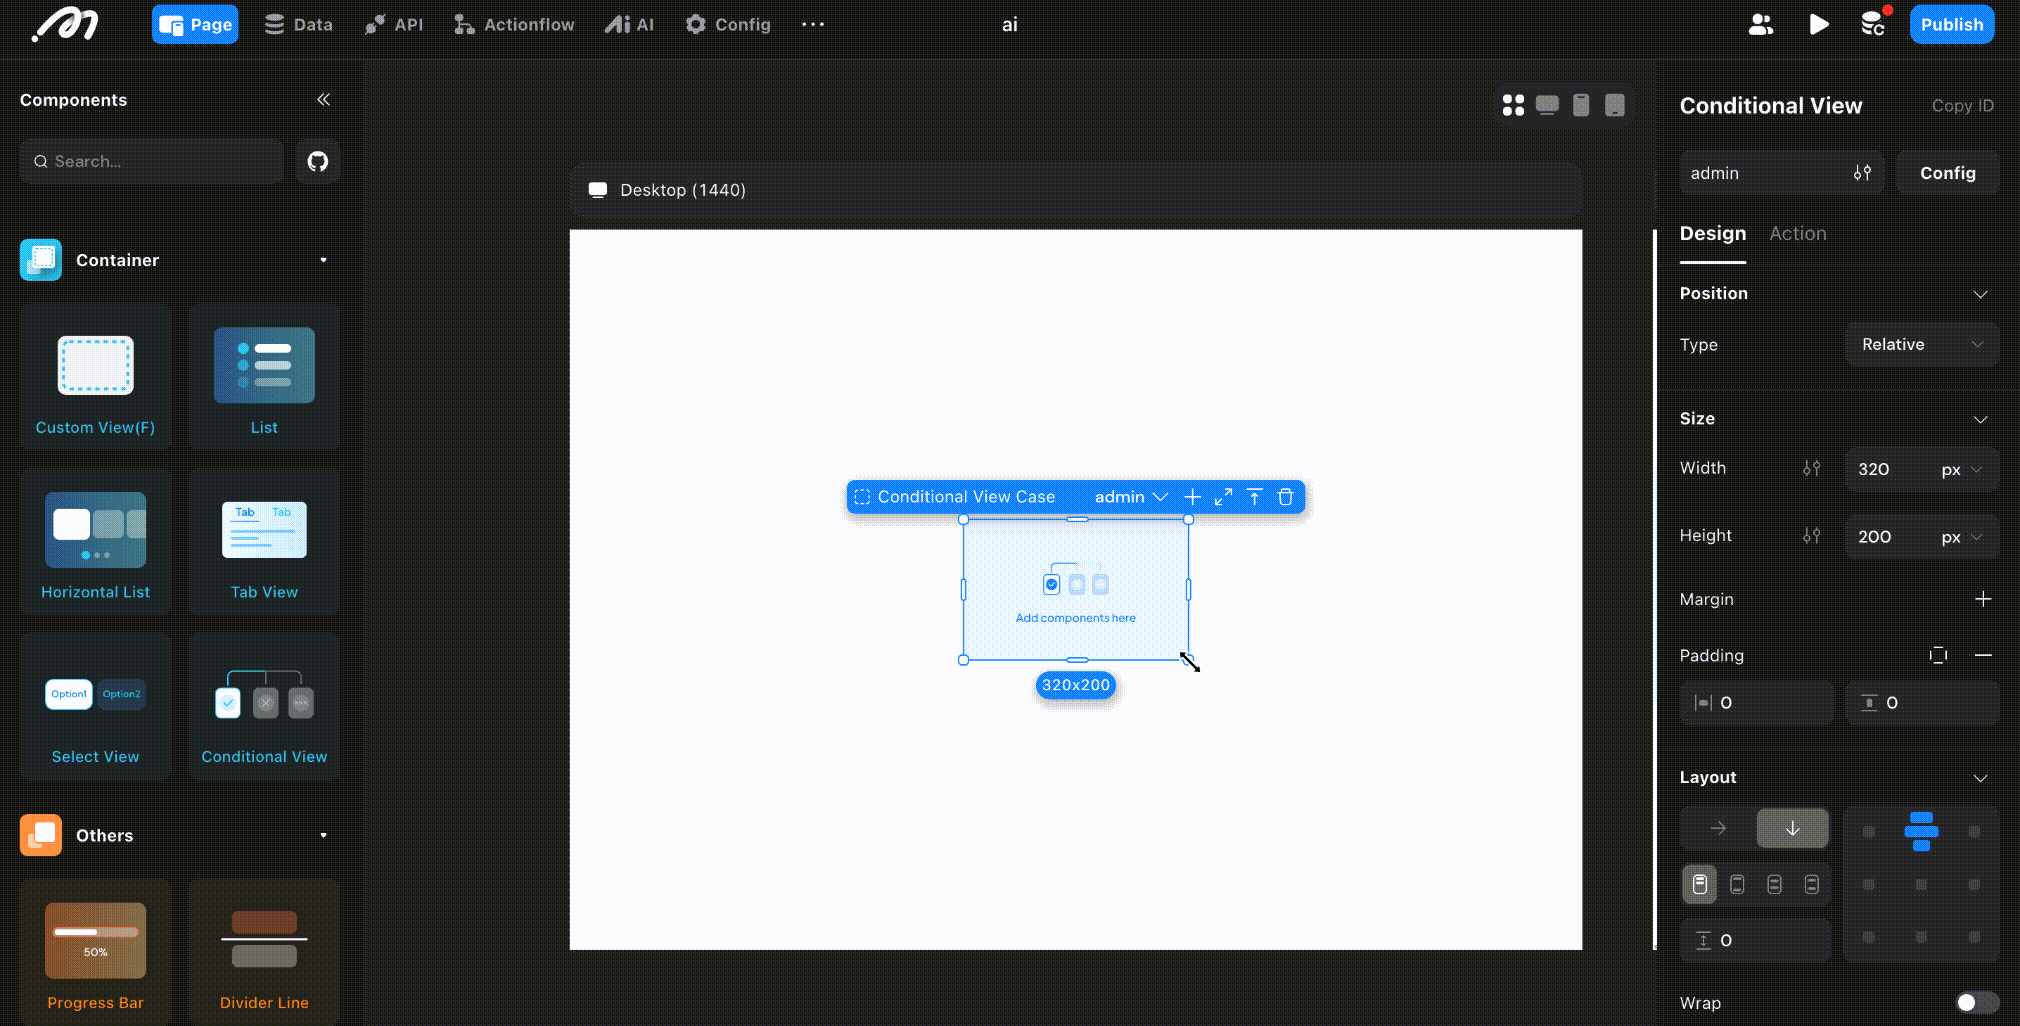 Page
Data
API
Actionflow
AI
Config
ai
Publish
Components
Search...
Container
Custom View(F)
List
Horizontal List
Tab
Tab
Tab View
Option1
Option2
Select View
Conditional View
Others
50%
Progress Bar
Divider Line
Desktop (1440)
Conditional View Case
admin
Add components here
320x200
Conditional View
Copy ID
admin
Config
Design
Action
Position
Type
Relative
Size
Width
320
px
Height
200
px
Margin
Padding
0
0
Layout
0
Wrap